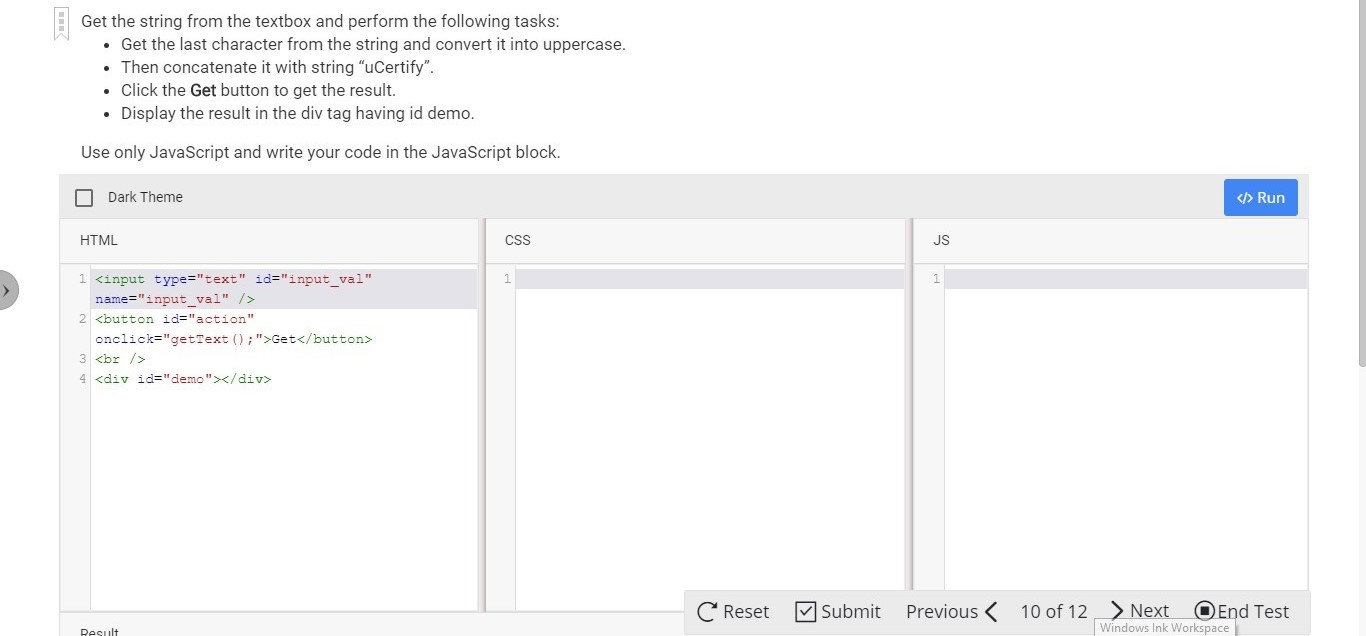 Get the string from the textbox and perform the following tasks:
• Get the last character from the string and convert it into uppercase.
• Then concatenate it with string “uCertify”.
• Click the Get button to get the result.
• Display the result in the div tag having id demo.
Use only JavaScript and write your code in the JavaScript block.
Dark Theme
</> Run
HTML
CSS
JS
1 <input type="text" id="input_val"
name="input_val" />
2 <button id="action"
onclick="getText();">Get</button>
3 <br />
4 <div id="demo"></div>
1
1
Reset Submit Previous 10 of 12 Next End Test
Windows Ink Workspace
Result